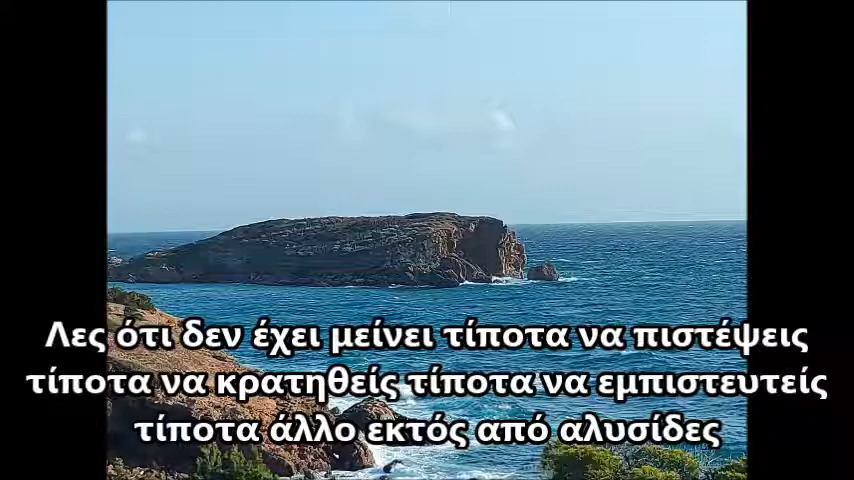 Λες ότι δεν έχει μείνει τίποτα να πιστέψεις
τίποτα να κρατηθείς τίποτα να εμπιστευτείς
τίποτα άλλο εκτός από αλυσίδες